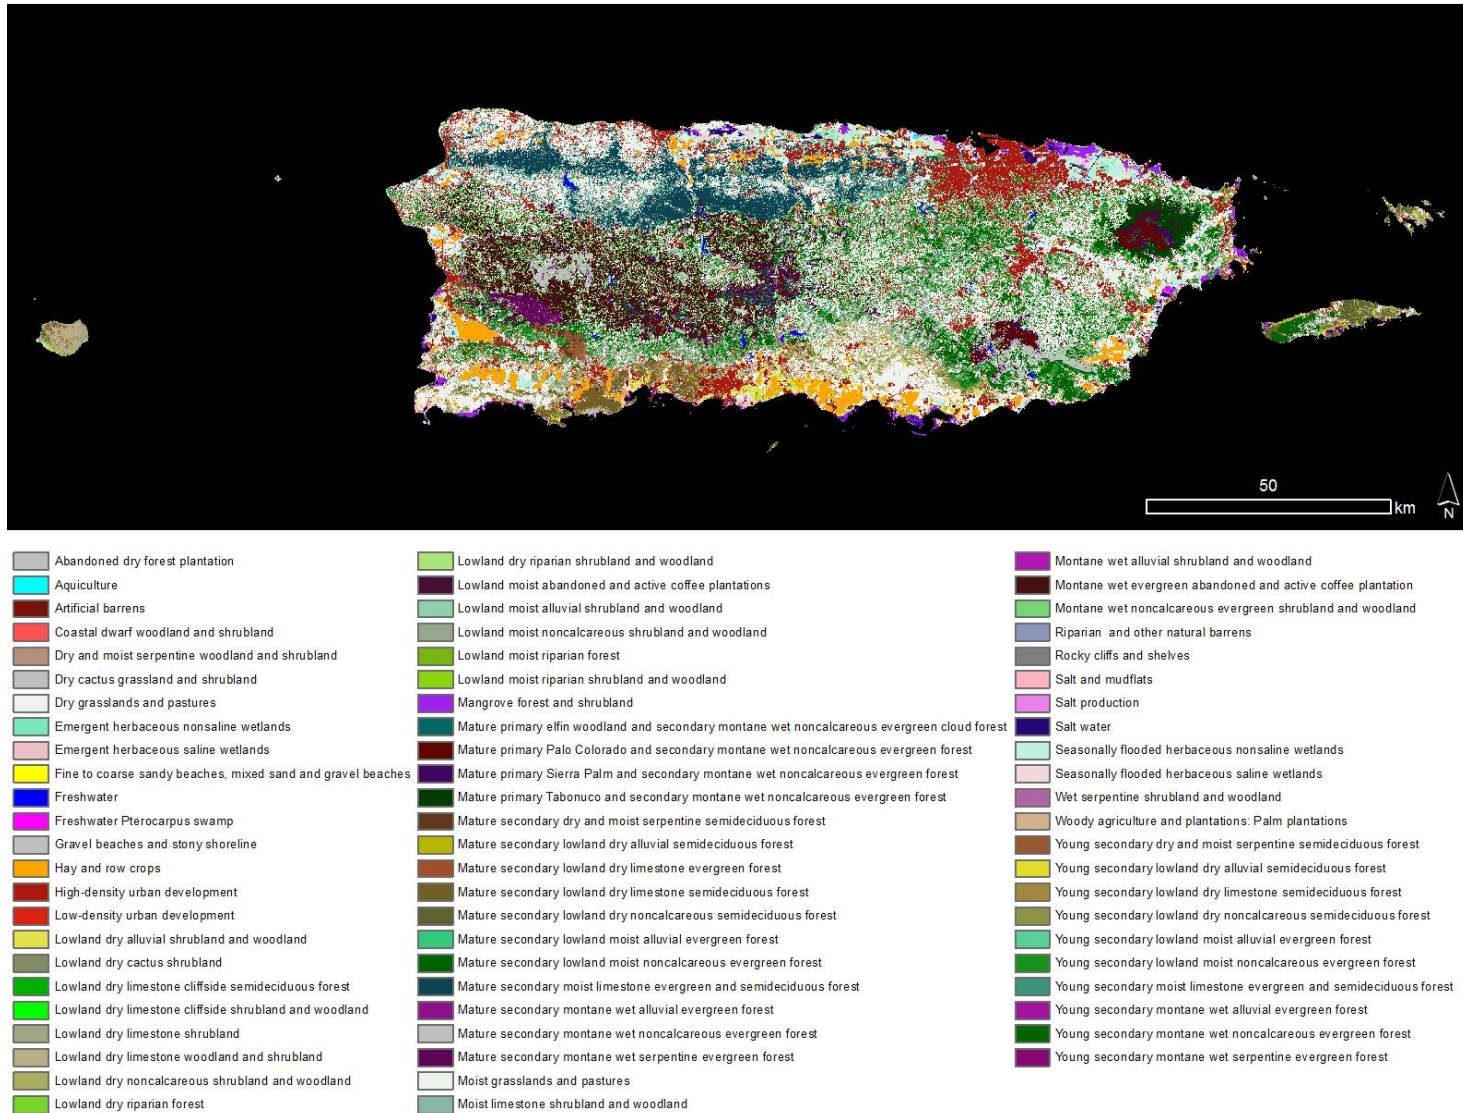 50
km
N
Abandoned dry forest plantation
Aquiculture
Artificial barrens
Coastal dwarf woodland and shrubland
Dry and moist serpentine woodland and shrubland
Dry cactus grassland and shrubland
Dry grasslands and pastures
Emergent herbaceous nonsaline wetlands
Emergent herbaceous saline wetlands
Fine to coarse sandy beaches, mixed sand and gravel beaches
Freshwater
Freshwater Pterocarpus swamp
Gravel beaches and stony shoreline
Hay and row crops
High-density urban development
Low-density urban development
Lowland dry alluvial shrubland and woodland
Lowland dry cactus shrubland
Lowland dry limestone cliffside semideciduous forest
Lowland dry limestone cliffside shrubland and woodland
Lowland dry limestone shrubland
Lowland dry limestone woodland and shrubland
Lowland dry noncalcareous shrubland and woodland
Lowland dry riparian forest
Lowland dry riparian shrubland and woodland
Lowland moist abandoned and active coffee plantations
Lowland moist alluvial shrubland and woodland
Lowland moist noncalcareous shrubland and woodland
Lowland moist riparian forest
Lowland moist riparian shrubland and woodland
Mangrove forest and shrubland
Mature primary elfin woodland and secondary montane wet noncalcareous evergreen cloud forest
Mature primary Palo Colorado and secondary montane wet noncalcareous evergreen forest
Mature primary Sierra Palm and secondary montane wet noncalcareous evergreen forest
Mature primary Tabonuco and secondary montane wet noncalcareous evergreen forest
Mature secondary dry and moist serpentine semideciduous forest
Mature secondary lowland dry alluvial semideciduous forest
Mature secondary lowland dry limestone evergreen forest
Mature secondary lowland dry limestone semideciduous forest
Mature secondary lowland dry noncalcareous semideciduous forest
Mature secondary lowland moist alluvial evergreen forest
Mature secondary lowland moist noncalcareous evergreen forest
Mature secondary moist limestone evergreen and semideciduous forest
Mature secondary montane wet alluvial evergreen forest
Mature secondary montane wet noncalcareous evergreen forest
Mature secondary montane wet serpentine evergreen forest
Moist grasslands and pastures
Moist limestone shrubland and woodland
Montane wet alluvial shrubland and woodland
Montane wet evergreen abandoned and active coffee plantation
Montane wet noncalcareous evergreen shrubland and woodland
Riparian and other natural barrens
Rocky cliffs and shelves
Salt and mudflats
Salt production
Salt water
Seasonally flooded herbaceous nonsaline wetlands
Seasonally flooded herbaceous saline wetlands
Wet serpentine shrubland and woodland
Woody agriculture and plantations: Palm plantations
Young secondary dry and moist serpentine semideciduous forest
Young secondary lowland dry alluvial semideciduous forest
Young secondary lowland dry limestone semideciduous forest
Young secondary lowland dry noncalcareous semideciduous forest
Young secondary lowland moist alluvial evergreen forest
Young secondary lowland moist noncalcareous evergreen forest
Young secondary moist limestone evergreen and semideciduous forest
Young secondary montane wet alluvial evergreen forest
Young secondary montane wet noncalcareous evergreen forest
Young secondary montane wet serpentine evergreen forest